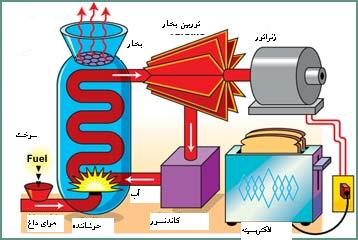 توربین بخار
ژنراتور
بخار
سوخت
Fuel
آب
هوای داغ
جوشاننده
کاندنسور
الکتریسیته